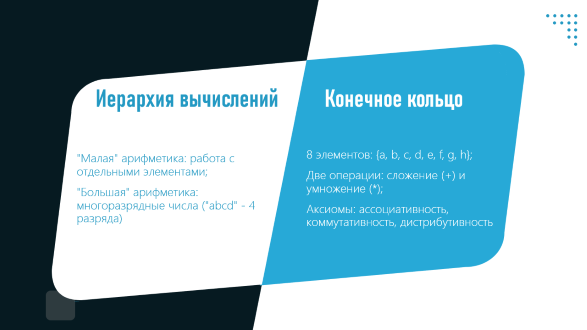 Иерархия вычислений
"Малая" арифметика: работа с
отдельными элементами;
"Большая" арифметика:
многоразрядные числа ("abcd" - 4
разряда)
Конечное кольцо
8 элементов: {a, b, c, d, e, f, g, h};
Две операции: сложение (+) и
умножение (*);
Аксиомы: ассоциативность,
коммутативность, дистрибутивность